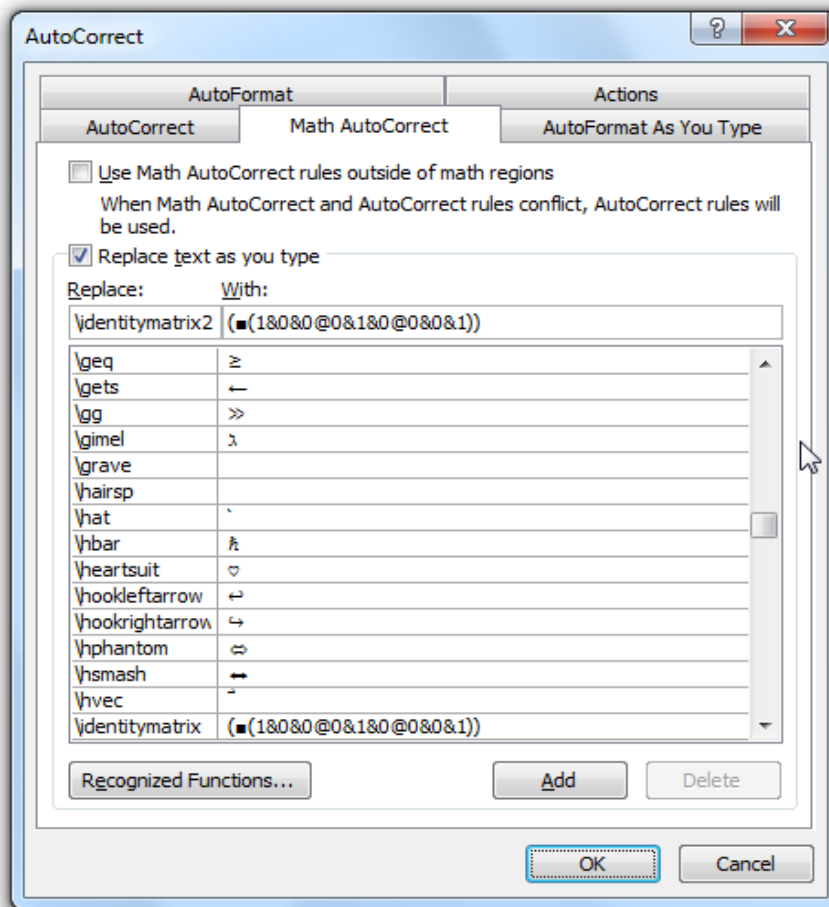 AutoCorrect
AutoFormat Actions
AutoCorrect Math AutoCorrect AutoFormat As You Type
Use Math AutoCorrect rules outside of math regions
When Math AutoCorrect and AutoCorrect rules conflict, AutoCorrect rules will
be used.
Replace text as you type
Replace: With:
\identitymatrix2 (■(1&0&0@0&1&0@0&0&1))
\geq ≥
\gets ←
\gg ≫
\gimel ℷ
\grave
\hairsp
\hat ̂
\hbar ℏ
\heartsuit ♡
\hookleftarrow ↩
\hookrightarrow ↪
\hphantom ⬄
\hsmash ⬌
\hvec
\identitymatrix (■(1&0&0@0&1&0@0&0&1))
Recognized Functions... Add Delete
OK Cancel